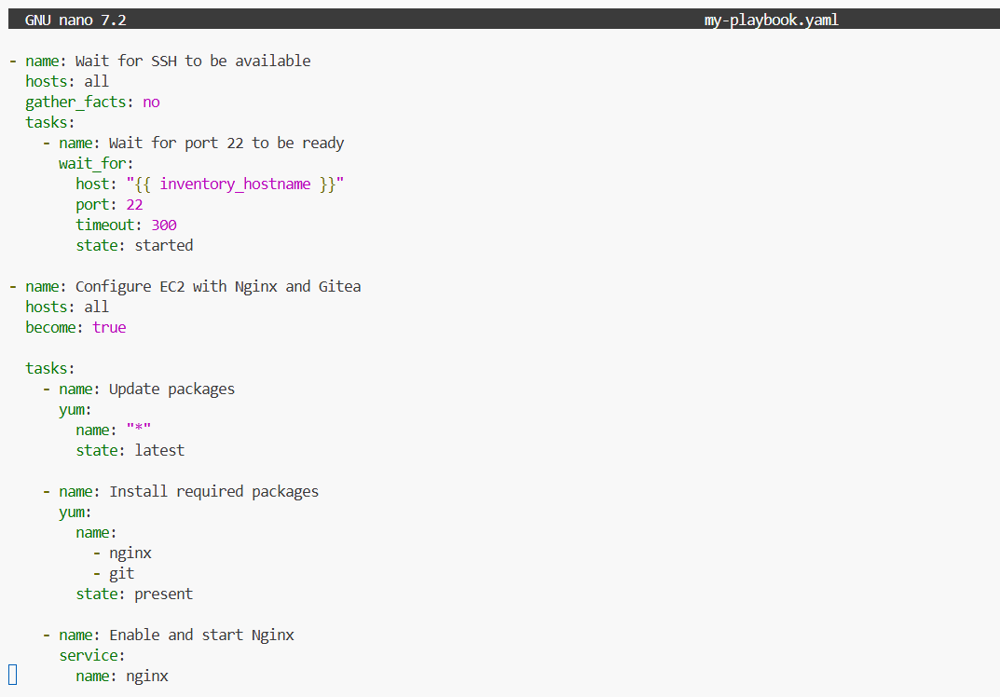 GNU nano 7.2 my-playbook.yaml
- name: Wait for SSH to be available
  hosts: all
  gather_facts: no
  tasks:
    - name: Wait for port 22 to be ready
      wait_for:
        host: "{{ inventory_hostname }}"
        port: 22
        timeout: 300
        state: started
- name: Configure EC2 with Nginx and Gitea
  hosts: all
  become: true
  tasks:
    - name: Update packages
      yum:
        name: "*"
        state: latest
    - name: Install required packages
      yum:
        name:
          - nginx
          - git
        state: present
    - name: Enable and start Nginx
      service:
        name: nginx